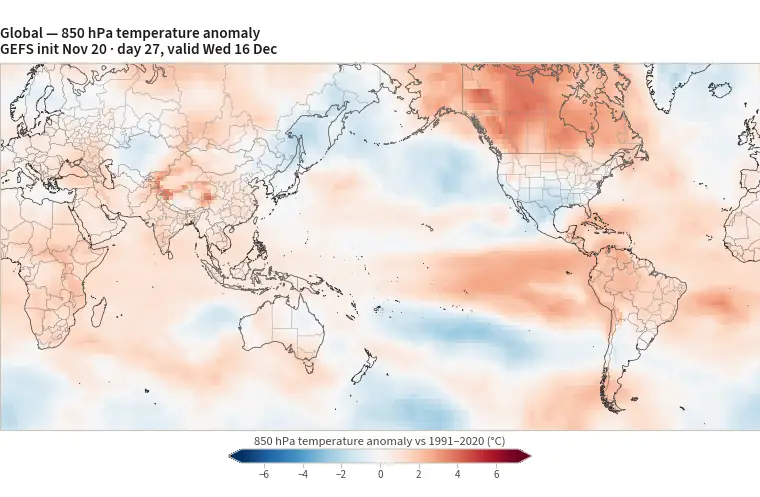 Global — 850 hPa temperature anomaly
GEFS init Nov 20 · day 27, valid Wed 16 Dec
850 hPa temperature anomaly vs 1991–2020 (°C)
−6 −4 −2 0 2 4 6